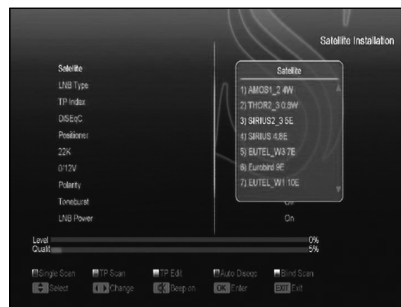 Satellite Installation
Satellite
LNB Type
TP Index
DiSEqC
Positioner
22K
0/12V
Polarity
Toneburst
LNB Power
Satellite
1) AMOS1_2 4W
2) THOR2_3 0.8W
3) SIRIUS2_3 5E
4) SIRIUS 4.8E
5) EUTEL_W3 7E
6) Eurobird 9E
7) EUTEL_W1 10E
On
Level 0%
Qualit 5%
Single Scan TP Scan TP Edit Auto Diseqc Blind Scan
Select Change Beep on OK Enter EXIT Exit